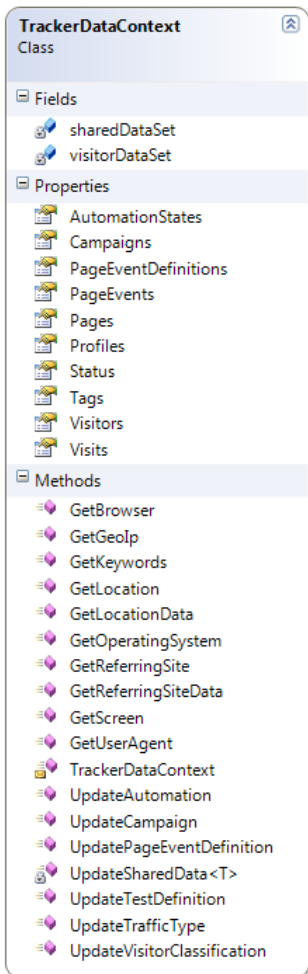 TrackerDataContext
Class
Fields
sharedDataSet
visitorDataSet
Properties
AutomationStates
Campaigns
PageEventDefinitions
PageEvents
Pages
Profiles
Status
Tags
Visitors
Visits
Methods
GetBrowser
GetGeoIp
GetKeywords
GetLocation
GetLocationData
GetOperatingSystem
GetReferringSite
GetReferringSiteData
GetScreen
GetUserAgent
TrackerDataContext
UpdateAutomation
UpdateCampaign
UpdatePageEventDefinition
UpdateSharedData<T>
UpdateTestDefinition
UpdateTrafficType
UpdateVisitorClassification